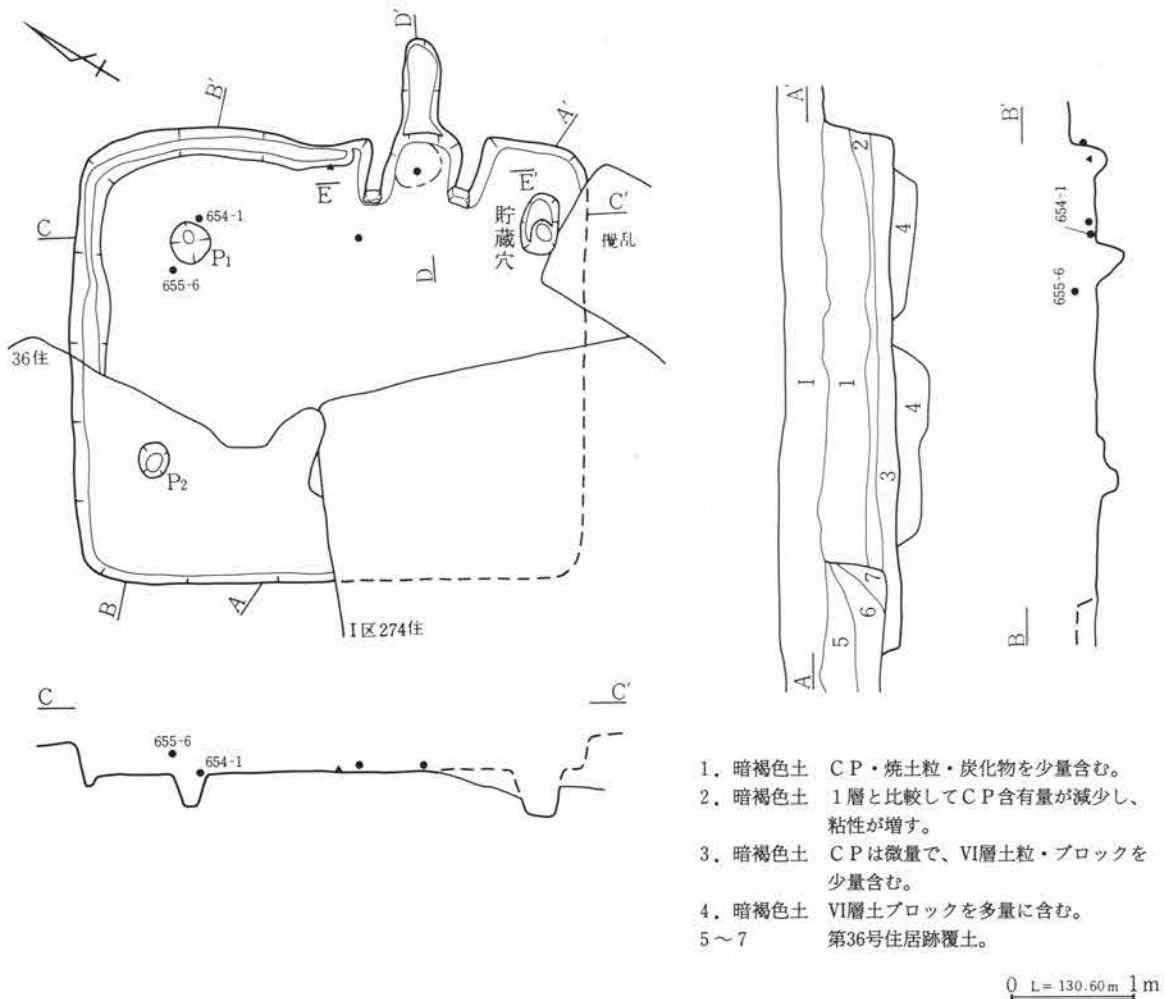 D'
B'
A'
E
E'
C
C'
654-1
貯蔵穴
攪乱
P1
655-6
D
36住
P2
B
A
I区274住
C
C'
655-6
654-1
A'
2
4
I
1
4
3
7
6
5
A
B'
654-1
655-6
B
1．暗褐色土　ＣＰ・焼土粒・炭化物を少量含む。
2．暗褐色土　１層と比較してＣＰ含有量が減少し、
粘性が増す。
3．暗褐色土　ＣＰは微量で、Ⅵ層土粒・ブロックを
少量含む。
4．暗褐色土　Ⅵ層土ブロックを多量に含む。
5～7　第36号住居跡覆土。
0　L= 130.60m　1m